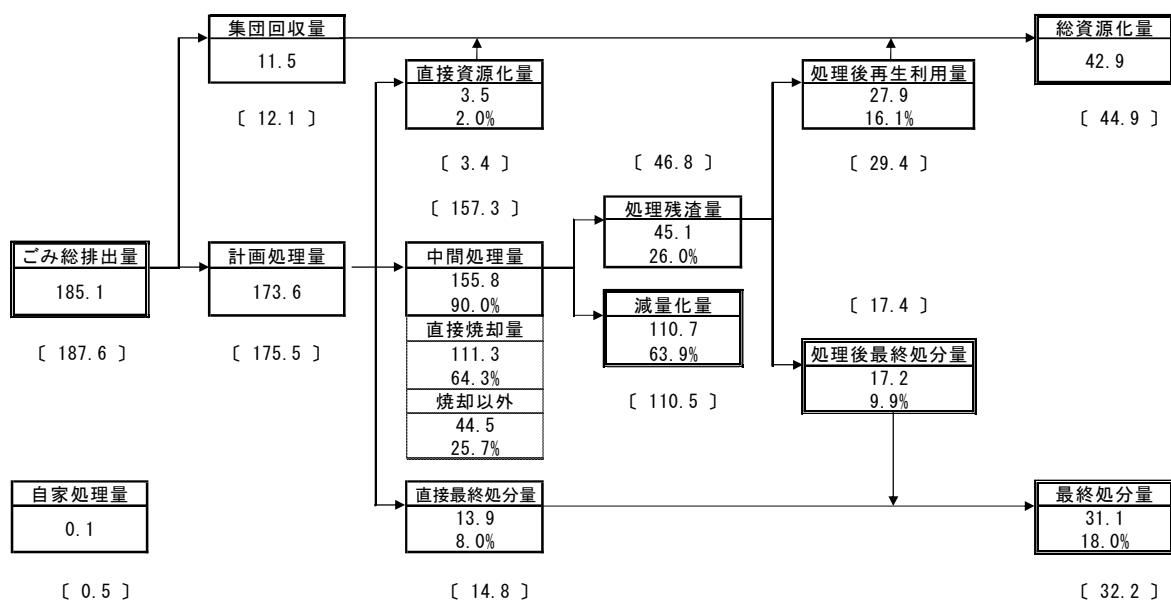 集団回収量
11.5
〔 12.1 〕
総資源化量
42.9
〔 44.9 〕
直接資源化量
3.5
2.0%
〔 3.4 〕
処理後再生利用量
27.9
16.1%
〔 29.4 〕
〔 46.8 〕
処理残渣量
45.1
26.0%
〔 157.3 〕
ごみ総排出量
185.1
〔 187.6 〕
計画処理量
173.6
〔 175.5 〕
中間処理量
155.8
90.0%
直接焼却量
111.3
64.3%
焼却以外
44.5
25.7%
減量化量
110.7
63.9%
〔 110.5 〕
〔 17.4 〕
処理後最終処分量
17.2
9.9%
自家処理量
0.1
〔 0.5 〕
直接最終処分量
13.9
8.0%
〔 14.8 〕
最終処分量
31.1
18.0%
〔 32.2 〕